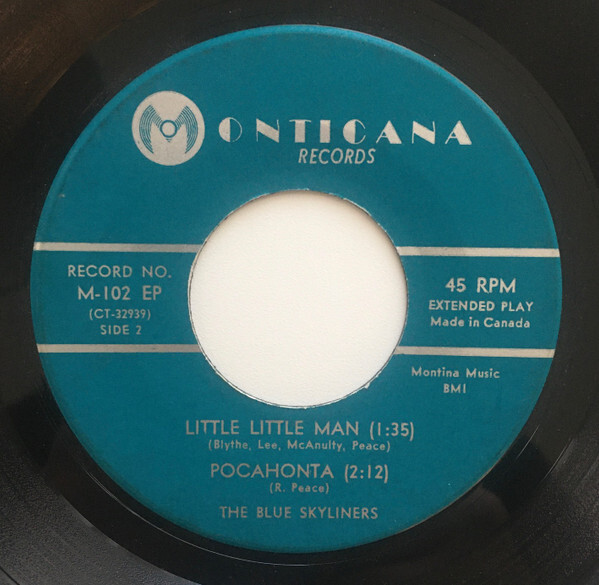 MONTICANA
RECORDS
RECORD NO.
M-102 EP
(CT-32939)
SIDE 2
45 RPM
EXTENDED PLAY
Made in Canada
Montina Music
BMI
LITTLE LITTLE MAN (1:35)
(Blythe, Lee, McAnulty, Peace)
POCAHONTA (2:12)
(R. Peace)
THE BLUE SKYLINERS